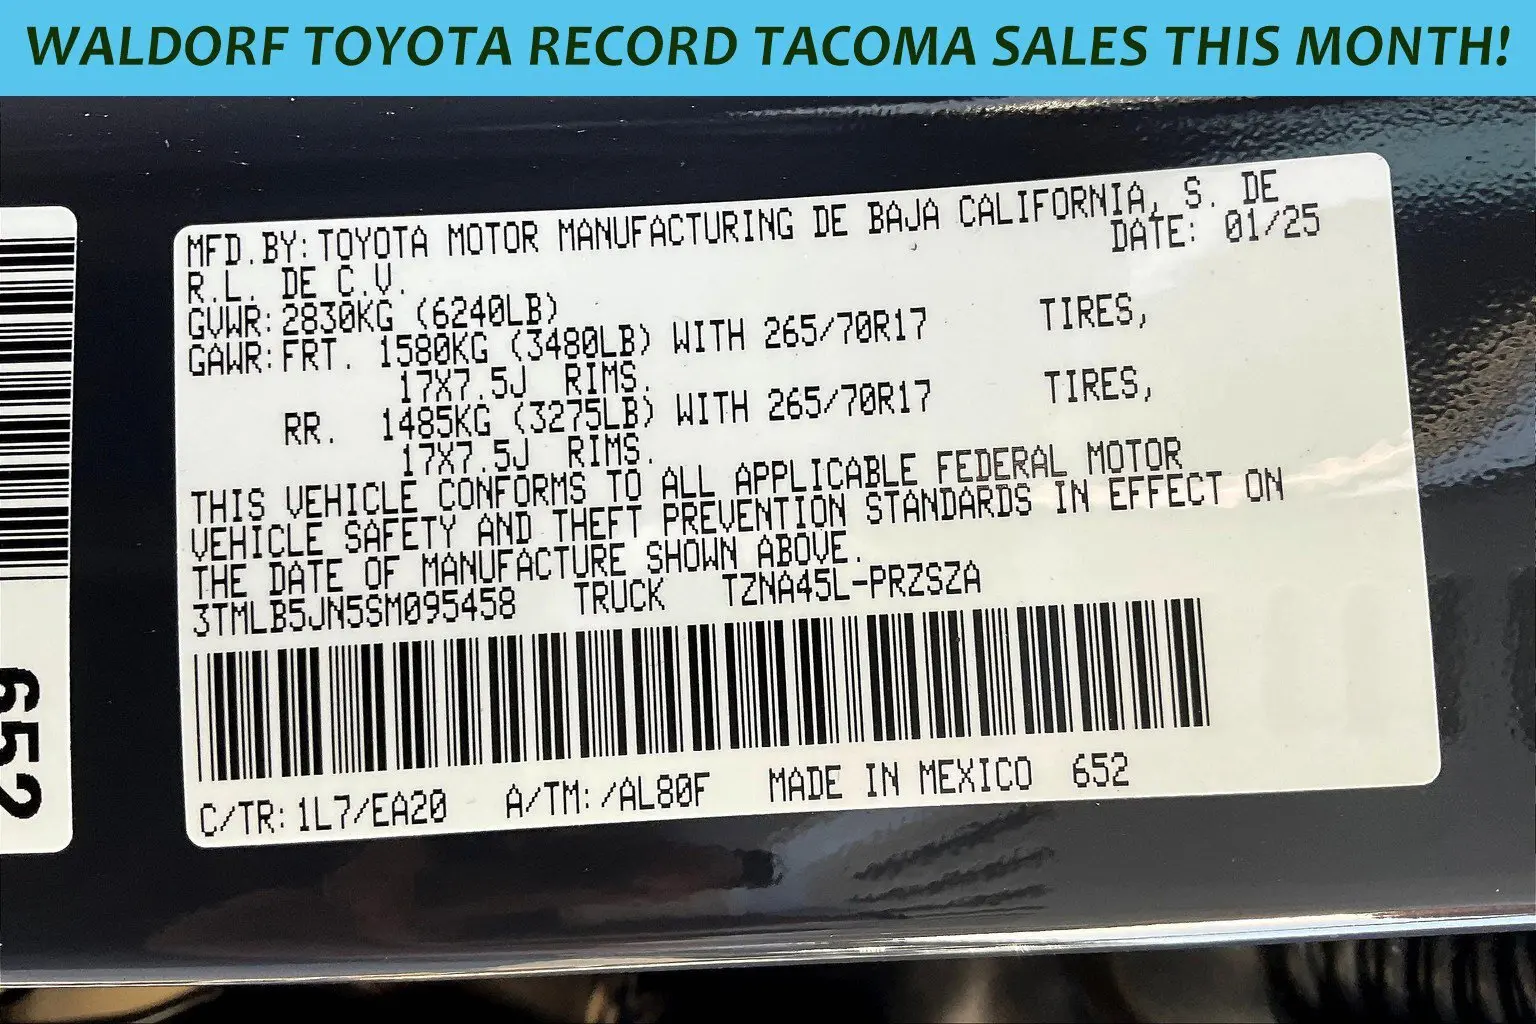 WALDORF TOYOTA RECORD TACOMA SALES THIS MONTH!
MFD.BY:TOYOTA MOTOR MANUFACTURING DE BAJA CALIFORNIA, S. DE
R.L. DE C.V. DATE: 01/25
GVWR:2830KG (6240LB)
GAWR:FRT. 1580KG (3480LB) WITH 265/70R17 TIRES,
17X7.5J RIMS.
RR. 1485KG (3275LB) WITH 265/70R17 TIRES,
17X7.5J RIMS.
THIS VEHICLE CONFORMS TO ALL APPLICABLE FEDERAL MOTOR
VEHICLE SAFETY AND THEFT PREVENTION STANDARDS IN EFFECT ON
THE DATE OF MANUFACTURE SHOWN ABOVE.
3TMLB5JN5SM095458 TRUCK TZNA45L-PRZSZA
C/TR:1L7/EA20 A/TM:/AL80F MADE IN MEXICO 652
652